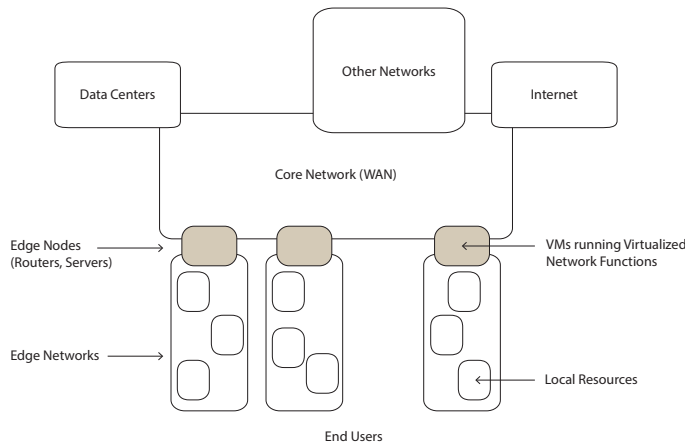 Other Networks
Data Centers
Internet
Core Network (WAN)
Edge Nodes
(Routers, Servers)
VMs running Virtualized
Network Functions
Edge Networks
Local Resources
End Users